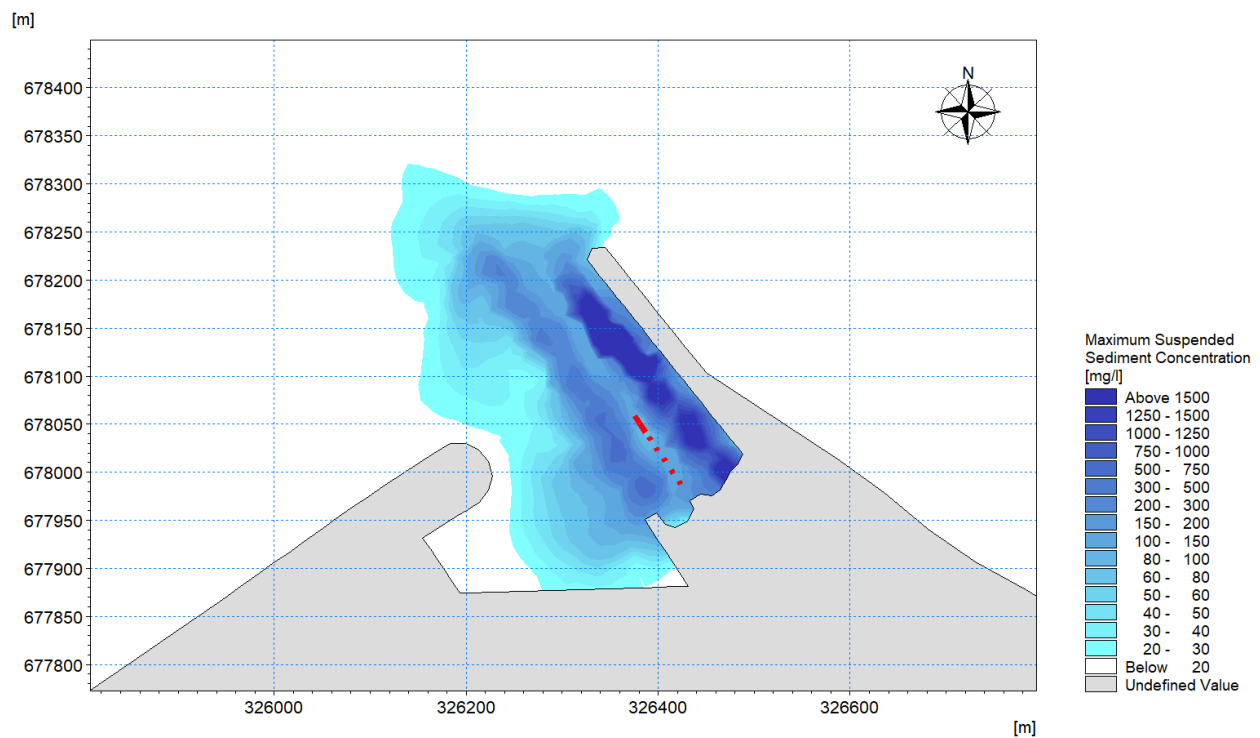 [m]
N
678400
678350
678300
678250
678200
678150
678100
678050
678000
677950
677900
677850
677800
326000 326200 326400 326600
[m]
Maximum Suspended
Sediment Concentration
[mg/l]
Above 1500
1250 - 1500
1000 - 1250
750 - 1000
500 - 750
300 - 500
200 - 300
150 - 200
100 - 150
80 - 100
60 - 80
50 - 60
40 - 50
30 - 40
20 - 30
Below 20
Undefined Value